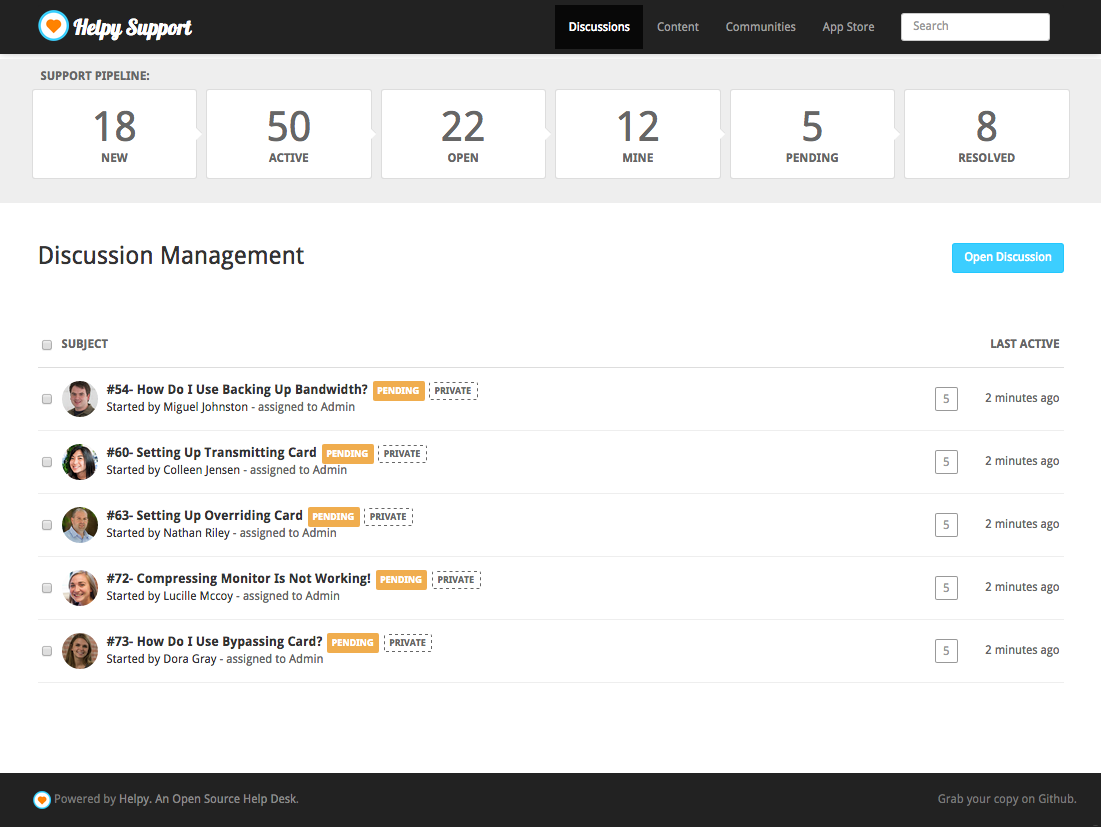 Helpy Support
Discussions Content Communities App Store Search
SUPPORT PIPELINE:
18 50 22 12 5 8
NEW ACTIVE OPEN MINE PENDING RESOLVED
Discussion Management
Open Discussion
SUBJECT LAST ACTIVE
#54- How Do I Use Backing Up Bandwidth? PENDING PRIVATE
Started by Miguel Johnston - assigned to Admin
5 2 minutes ago
#60- Setting Up Transmitting Card PENDING PRIVATE
Started by Colleen Jensen - assigned to Admin
5 2 minutes ago
#63- Setting Up Overriding Card PENDING PRIVATE
Started by Nathan Riley - assigned to Admin
5 2 minutes ago
#72- Compressing Monitor Is Not Working! PENDING PRIVATE
Started by Lucille Mccoy - assigned to Admin
5 2 minutes ago
#73- How Do I Use Bypassing Card? PENDING PRIVATE
Started by Dora Gray - assigned to Admin
5 2 minutes ago
Powered by Helpy. An Open Source Help Desk.
Grab your copy on Github.